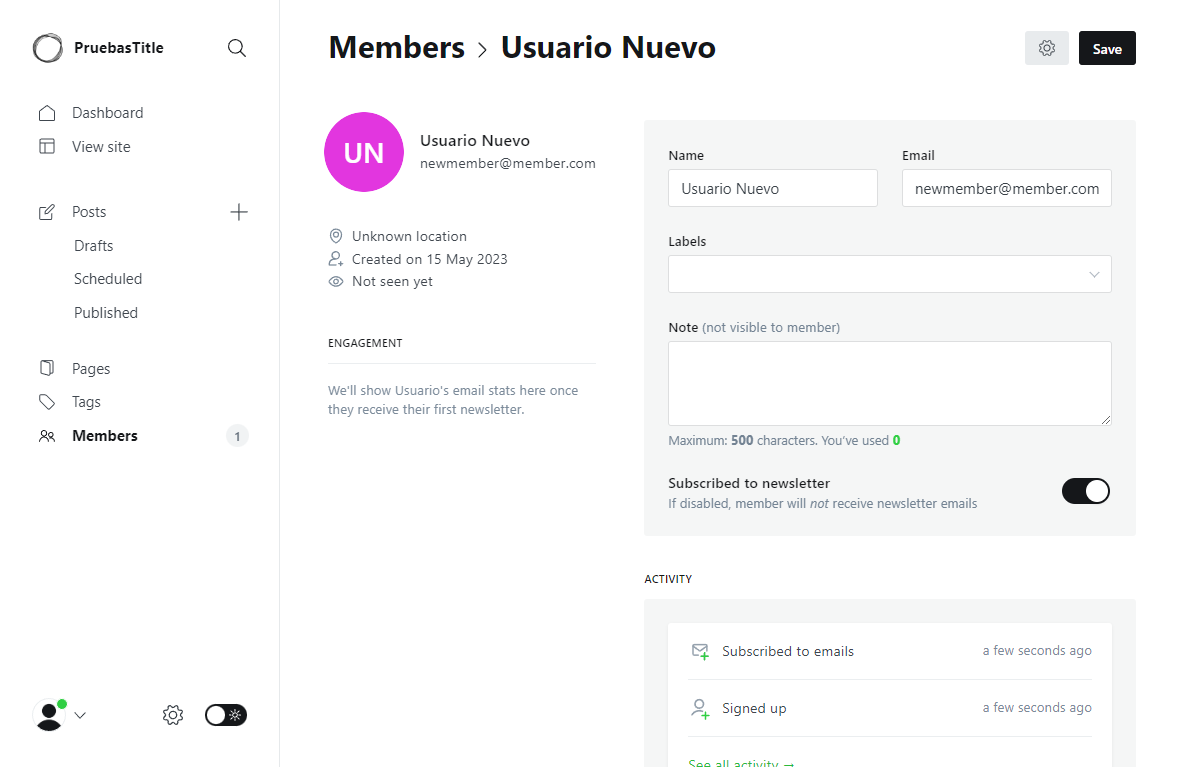 PruebasTitle
Dashboard
View site
Posts
Drafts
Scheduled
Published
Pages
Tags
Members 1
Members › Usuario Nuevo
Save
UN
Usuario Nuevo
newmember@member.com
Unknown location
Created on 15 May 2023
Not seen yet
ENGAGEMENT
We'll show Usuario's email stats here once
they receive their first newsletter.
Name
Usuario Nuevo
Email
newmember@member.com
Labels
Note (not visible to member)
Maximum: 500 characters. You've used 0
Subscribed to newsletter
If disabled, member will not receive newsletter emails
ACTIVITY
Subscribed to emails a few seconds ago
Signed up a few seconds ago
See all activity →